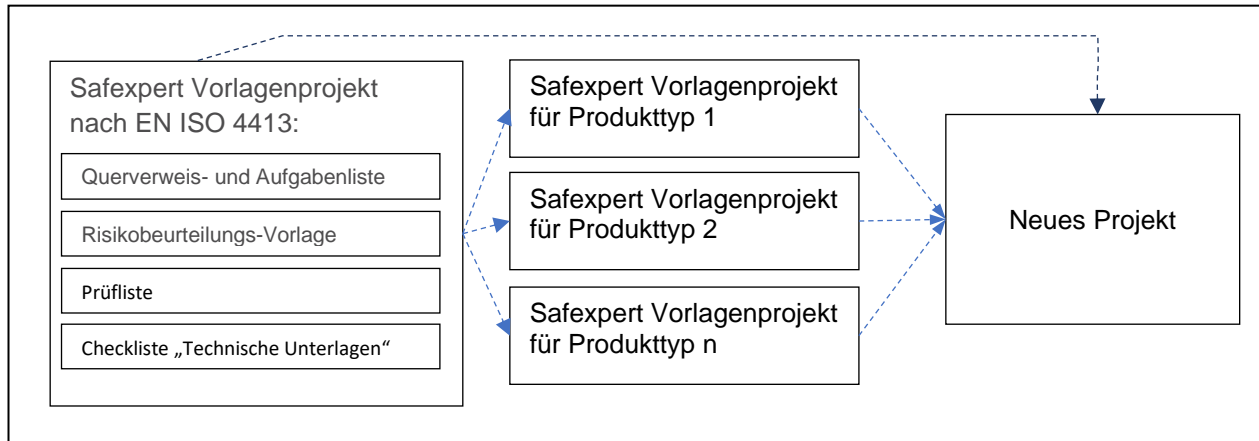 Safexpert Vorlagenprojekt
nach EN ISO 4413:
Querverweis- und Aufgabenliste
Risikobeurteilungs-Vorlage
Prüfliste
Checkliste „Technische Unterlagen“
Safexpert Vorlagenprojekt
für Produkttyp 1
Safexpert Vorlagenprojekt
für Produkttyp 2
Safexpert Vorlagenprojekt
für Produkttyp n
Neues Projekt